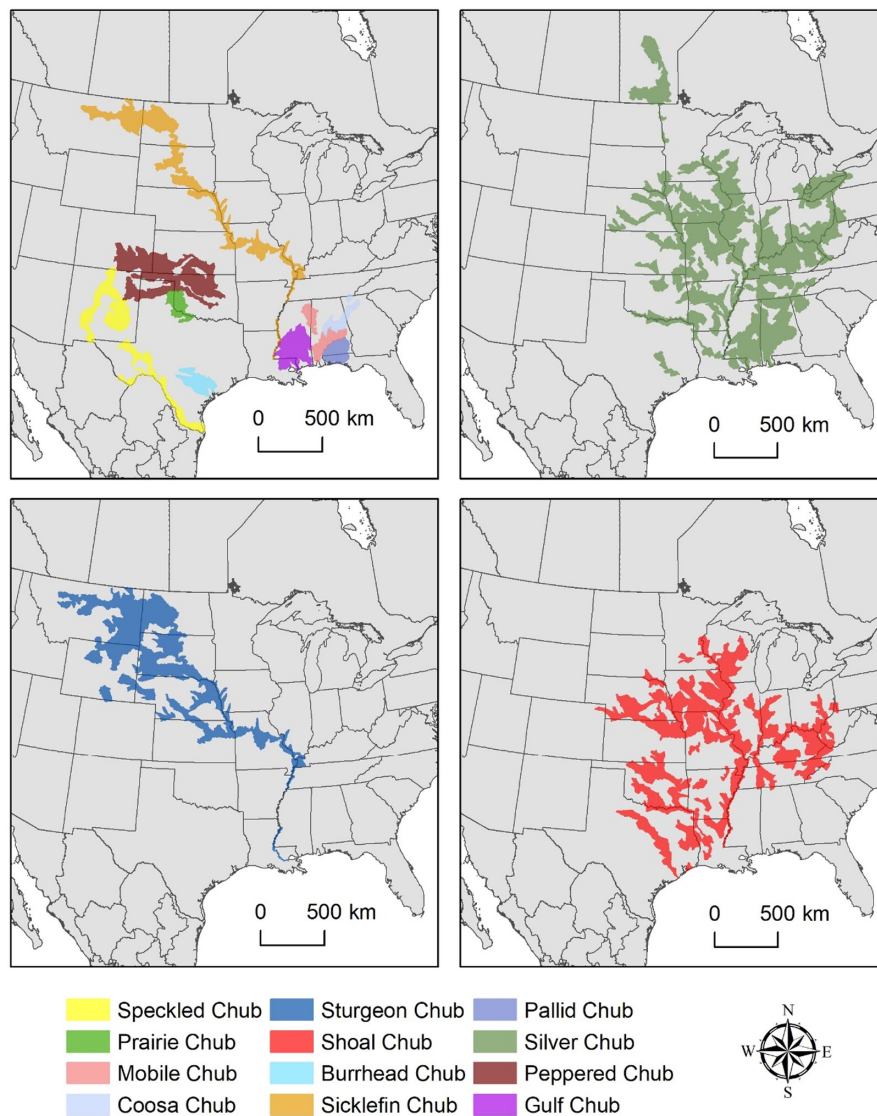 0 500 km
0 500 km
0 500 km
0 500 km
Speckled Chub Sturgeon Chub Pallid Chub
Prairie Chub Shoal Chub Silver Chub
Mobile Chub Burrhead Chub Peppered Chub
Coosa Chub Sicklefin Chub Gulf Chub
N
W E
S